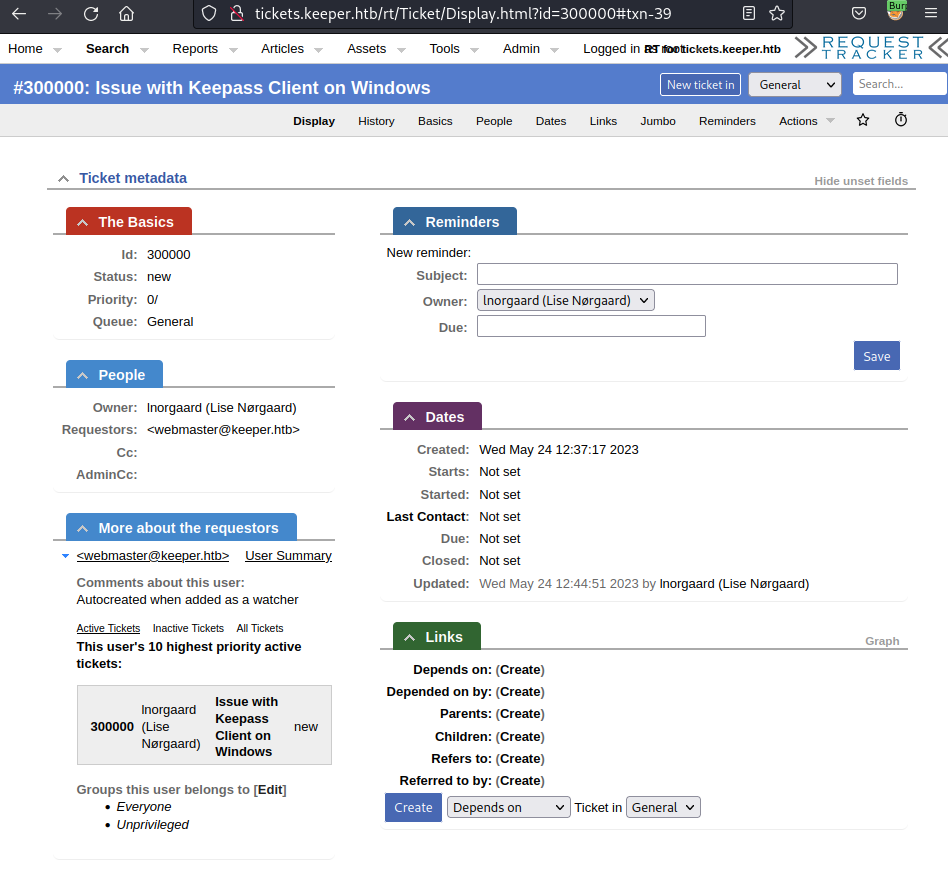 tickets.keeper.htb/rt/Ticket/Display.html?id=300000#txn-39
Bur
Home Search Reports Articles Assets Tools Admin Logged in RT for tickets.keeper.htb
REQUEST
TRACKER
#300000: Issue with Keepass Client on Windows
New ticket in General Search...
Display History Basics People Dates Links Jumbo Reminders Actions
Ticket metadata
Hide unset fields
The Basics
Id: 300000
Status: new
Priority: 0/
Queue: General
People
Owner: lnorgaard (Lise Nørgaard)
Requestors: <webmaster@keeper.htb>
Cc:
AdminCc:
More about the requestors
<webmaster@keeper.htb> User Summary
Comments about this user:
Autocreated when added as a watcher
Active Tickets Inactive Tickets All Tickets
This user's 10 highest priority active
tickets:
300000 lnorgaard (Lise Nørgaard) Issue with Keepass Client on Windows new
Groups this user belongs to [Edit]
• Everyone
• Unprivileged
Reminders
New reminder:
Subject:
Owner: lnorgaard (Lise Nørgaard)
Due:
Save
Dates
Created: Wed May 24 12:37:17 2023
Starts: Not set
Started: Not set
Last Contact: Not set
Due: Not set
Closed: Not set
Updated: Wed May 24 12:44:51 2023 by lnorgaard (Lise Nørgaard)
Links
Graph
Depends on: (Create)
Depended on by: (Create)
Parents: (Create)
Children: (Create)
Refers to: (Create)
Referred to by: (Create)
Create Depends on Ticket in General